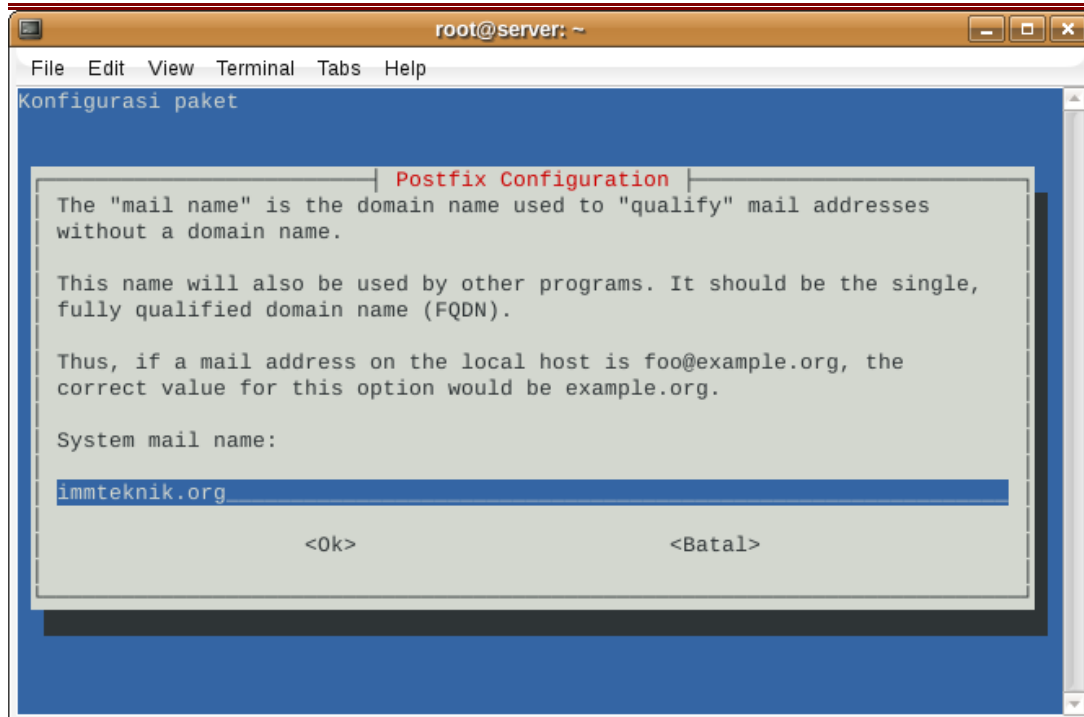 root@server: ~
File Edit View Terminal Tabs Help
Konfigurasi paket
Postfix Configuration
The "mail name" is the domain name used to "qualify" mail addresses
without a domain name.
This name will also be used by other programs. It should be the single,
fully qualified domain name (FQDN).
Thus, if a mail address on the local host is foo@example.org, the
correct value for this option would be example.org.
System mail name:
immteknik.org
<Ok> <Batal>